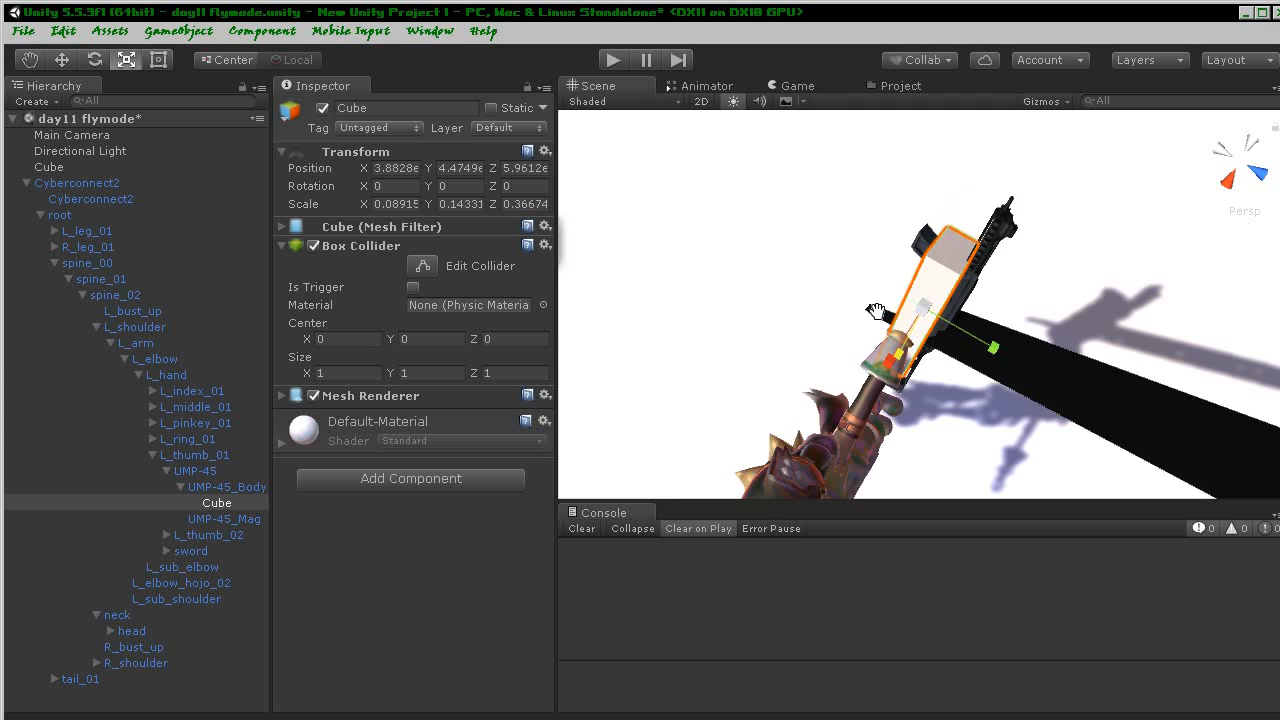 Unity 5.5.3f1 (64bit) - day11 flymode.unity - New Unity Project 1 - PC, Mac & Linux Standalone* <DX11 on DX10 GPU>
File Edit Assets GameObject Component Mobile Input Window Help
Center Local Collab Account Layers Layout
Hierarchy
Create All
day11 flymode*
Main Camera
Directional Light
Cube
Cyberconnect2
Cyberconnect2
root
L_leg_01
R_leg_01
spine_00
spine_01
spine_02
L_bust_up
L_shoulder
L_arm
L_elbow
L_hand
L_index_01
L_middle_01
L_pinkey_01
L_ring_01
L_thumb_01
UMP-45
UMP-45_Body
Cube
UMP-45_Mag
L_thumb_02
sword
L_sub_elbow
L_elbow_hojo_02
L_sub_shoulder
neck
head
R_bust_up
R_shoulder
tail_01
Inspector
Cube Static
Tag Untagged Layer Default
Transform
Position X 3.8828e Y 4.4749e Z 5.9612e
Rotation X 0 Y 0 Z 0
Scale X 0.08915 Y 0.14331 Z 0.36674
Cube (Mesh Filter)
Box Collider
Edit Collider
Is Trigger
Material None (Physic Materia
Center
X 0 Y 0 Z 0
Size
X 1 Y 1 Z 1
Mesh Renderer
Default-Material
Shader Standard
Add Component
Scene Animator Game Project
Shaded 2D Gizmos All
Persp
Console
Clear Collapse Clear on Play Error Pause 0 0 0